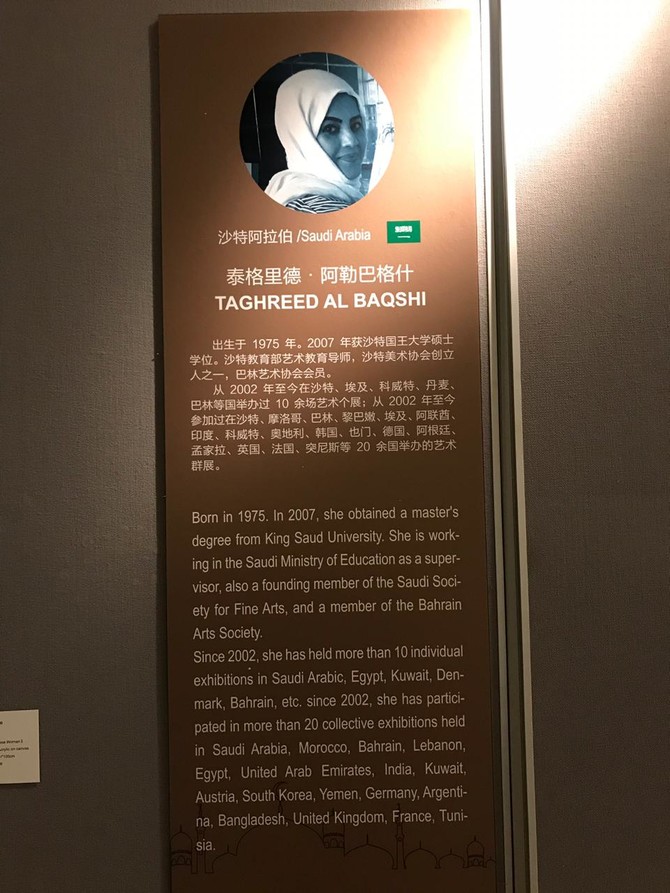 沙特阿拉伯 /Saudi Arabia
泰格里德 · 阿勒巴格什
TAGHREED AL BAQSHI
出生于 1975 年。2007 年获沙特国王大学硕士
学位。沙特教育部艺术教育导师，沙特美术协会创立
人之一，巴林艺术协会会员。
从 2002 年至今在沙特、埃及、科威特、丹麦、
巴林等国举办过 10 余场艺术个展；从 2002 年至今
参加过在沙特、摩洛哥、巴林、黎巴嫩、埃及、阿联酋、
印度、科威特、奥地利、韩国、也门、德国、阿根廷、
孟家拉、英国、法国、突尼斯等 20 余国举办的艺术
群展。
Born in 1975. In 2007, she obtained a master's
degree from King Saud University. She is work-
ing in the Saudi Ministry of Education as a super-
visor, also a founding member of the Saudi Soci-
ety for Fine Arts, and a member of the Bahrain
Arts Society.
Since 2002, she has held more than 10 individual
exhibitions in Saudi Arabic, Egypt, Kuwait, Den-
mark, Bahrain, etc. since 2002, she has partici-
pated in more than 20 collective exhibitions held
in Saudi Arabia, Morocco, Bahrain, Lebanon,
Egypt, United Arab Emirates, India, Kuwait,
Austria, South Korea, Yemen, Germany, Argenti-
na, Bangladesh, United Kingdom, France, Tuni-
sia.